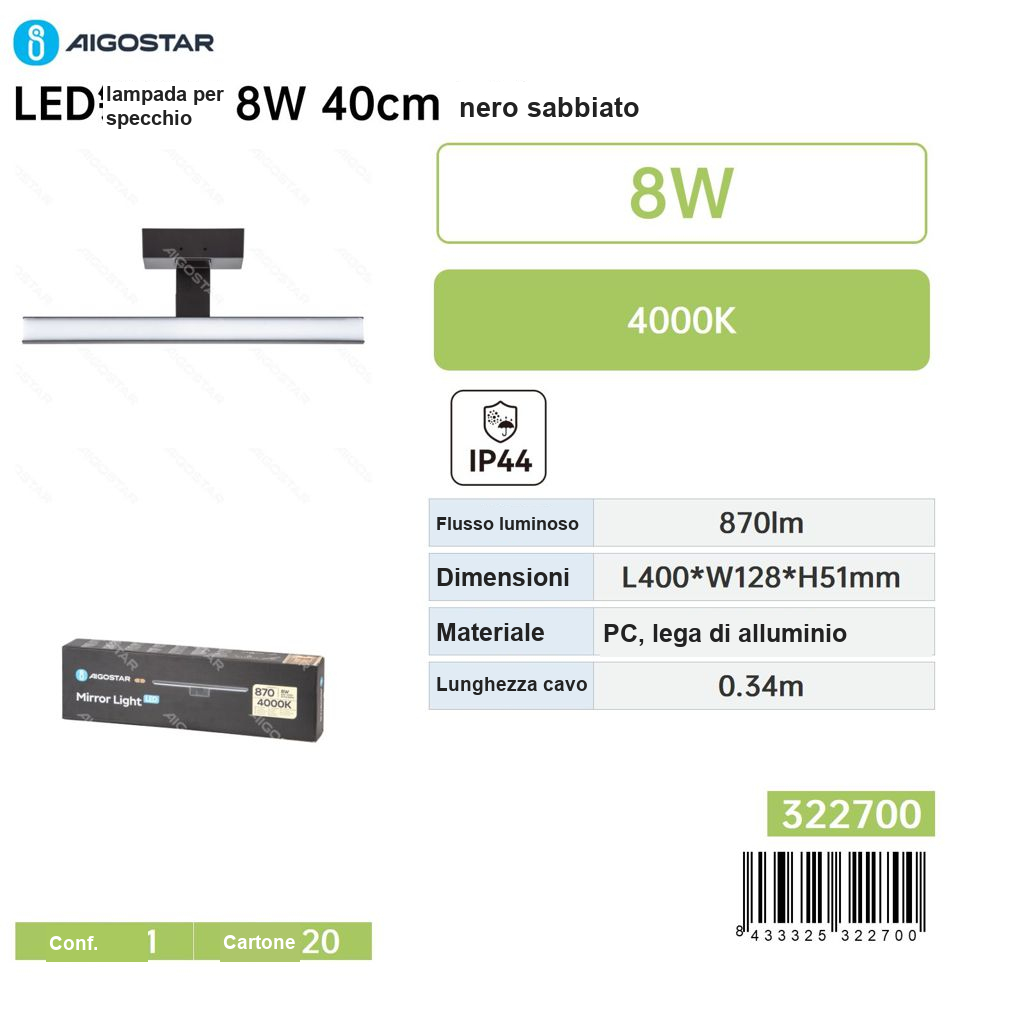 AIGOSTAR
LED lampada per specchio 8W 40cm nero sabbiato
8W
4000K
IP44
Flusso luminoso 870lm
Dimensioni L400*W128*H51mm
Materiale PC, lega di alluminio
Lunghezza cavo 0.34m
AIGOSTAR
Mirror Light LED
870 8W
4000K
322700
8 433325 322700
Conf. 1 Cartone 20